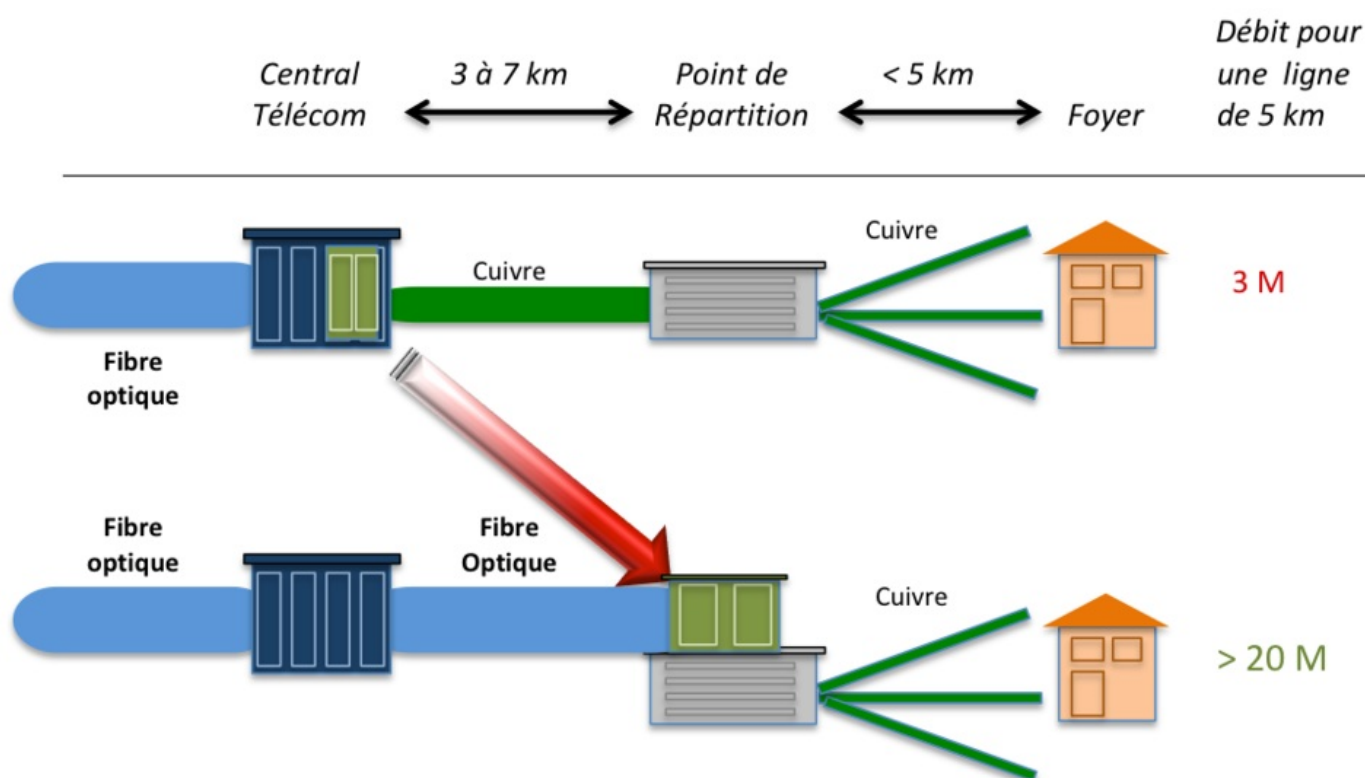 Central
Télécom
3 à 7 km
Point de
Répartition
< 5 km
Foyer
Débit pour
une ligne
de 5 km
Cuivre
Cuivre
3 M
Fibre
optique
Fibre
optique
Fibre
Optique
Cuivre
> 20 M